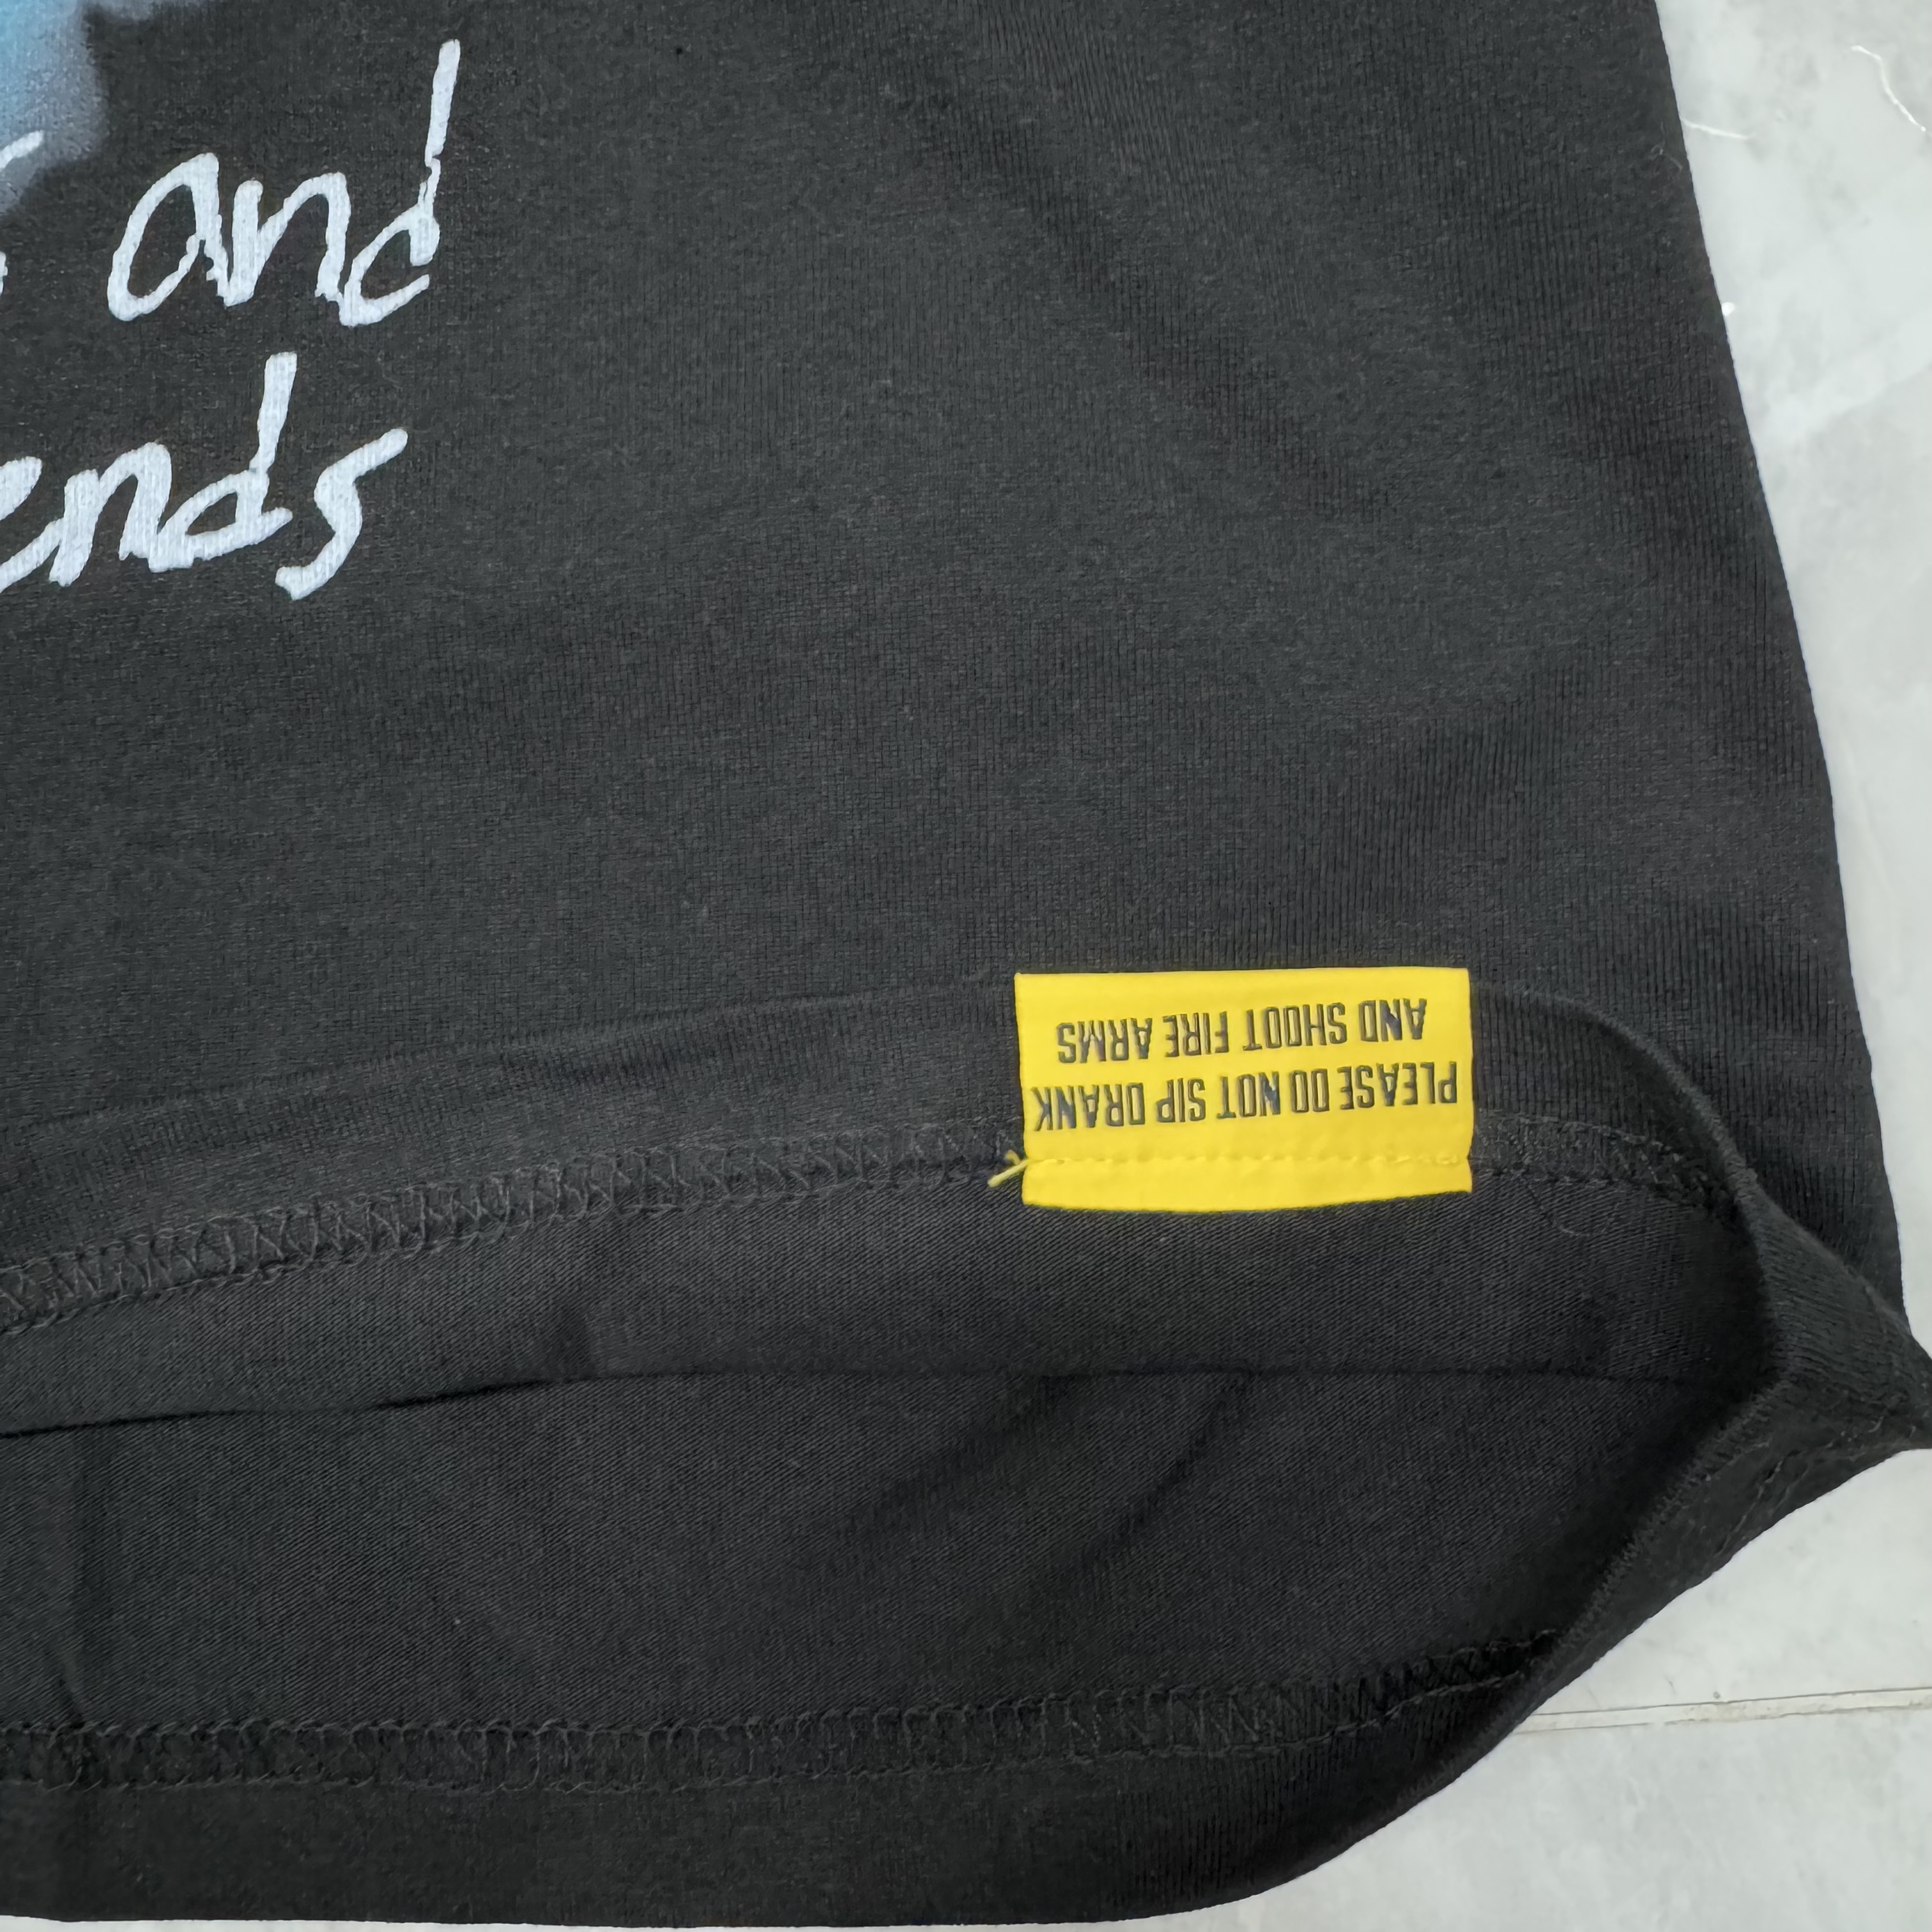 and
ends
PLEASE DO NOT SIP DRANK
AND SHOOT FIRE ARMS